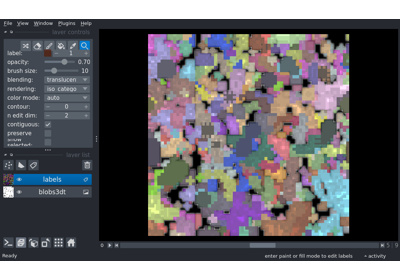 File View Window Plugins Help
layer controls
label: 1
opacity: 0.70
brush size: 10
blending: translucen
rendering: iso_catego
color mode: auto
contour: 0
n edit dim: 2
contiguous:
preserve
selected:
layer list
labels
blobs3dt
Ready
enter paint or fill mode to edit labels
activity